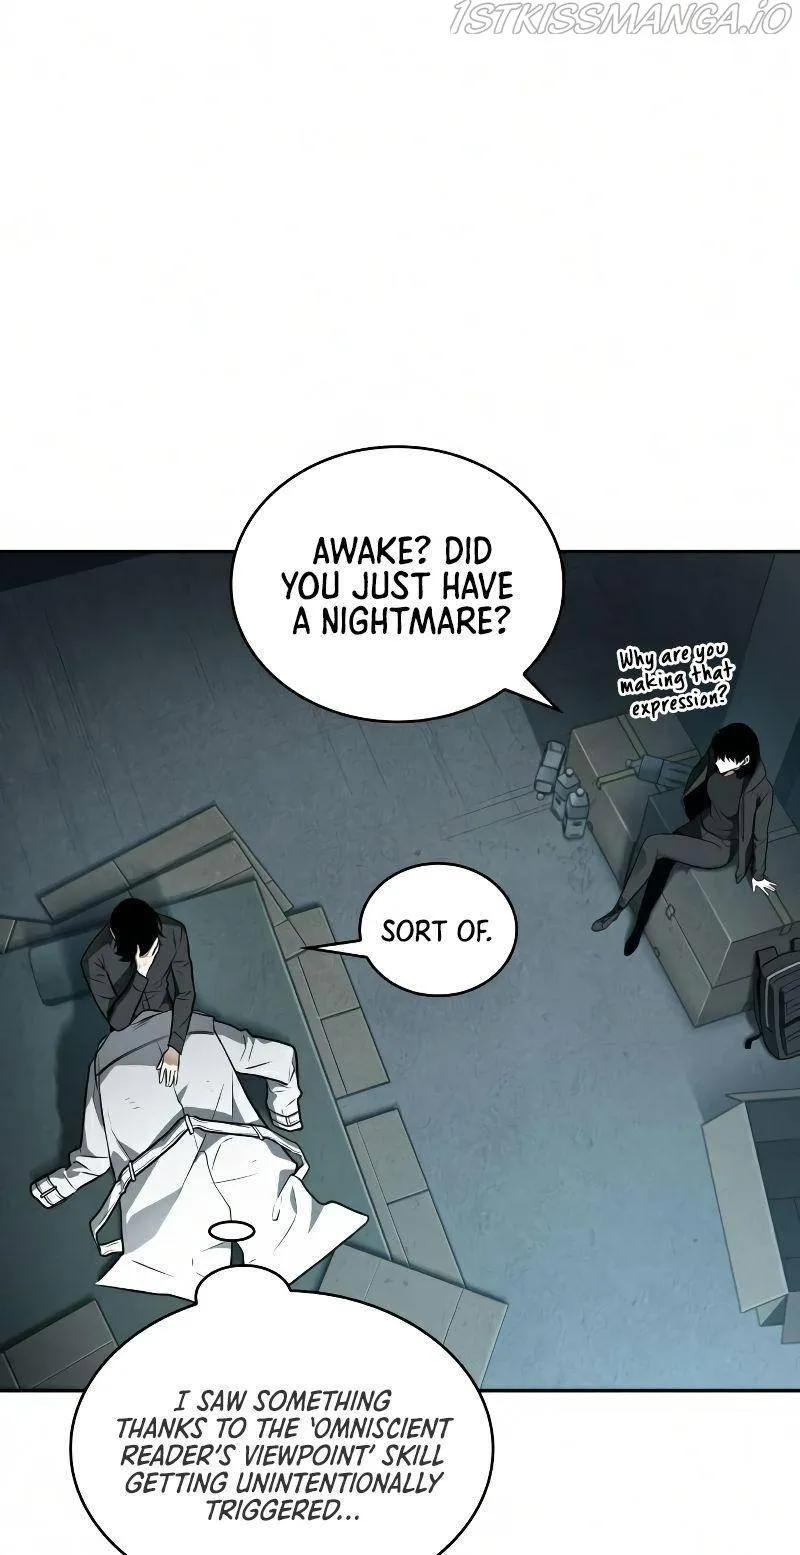 1STKISSMANGA.IO
AWAKE? DID
YOU JUST HAVE
A NIGHTMARE?
Why are you
making that
expression?
SORT OF.
I SAW SOMETHING
THANKS TO THE 'OMNISCIENT
READER'S VIEWPOINT' SKILL
GETTING UNINTENTIONALLY
TRIGGERED...